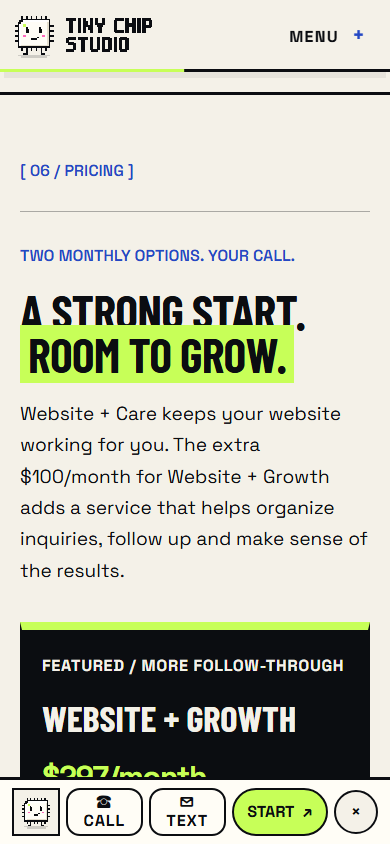 TINY CHIP
STUDIO
MENU +
[ 06 / PRICING ]
TWO MONTHLY OPTIONS. YOUR CALL.
A STRONG START.
ROOM TO GROW.
Website + Care keeps your website
working for you. The extra
$100/month for Website + Growth
adds a service that helps organize
inquiries, follow up and make sense of
the results.
FEATURED / MORE FOLLOW-THROUGH
WEBSITE + GROWTH
$297/month
☎ CALL
✉ TEXT
START ↗
×